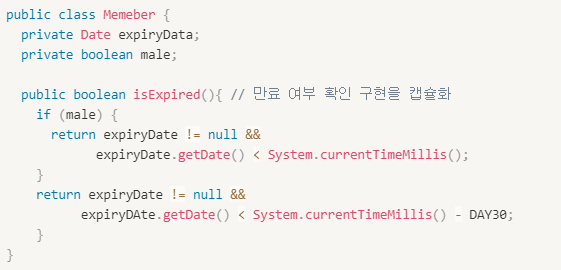 public class Memeber {
  private Date expiryData;
  private boolean male;

  public boolean isExpired(){ // 만료 여부 확인 구현을 캡슐화
    if (male) {
      return expiryDate != null &&
            expiryDate.getDate() < System.currentTimeMillis();
    }
    return expiryDate != null &&
          expiryDAte.getDate() < System.currentTimeMillis() - DAY30;
    }
}